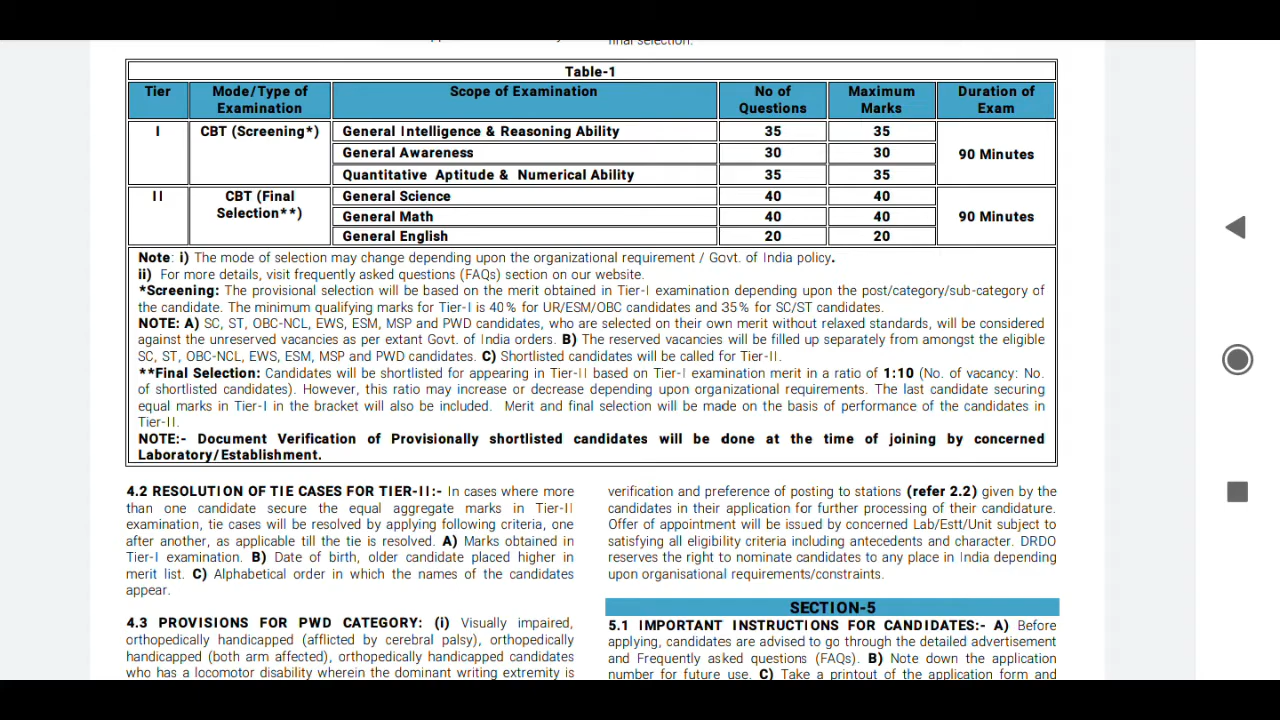 final selection.
Table-1
Tier Mode/Type of Examination Scope of Examination No of Questions Maximum Marks Duration of Exam
I CBT (Screening*) General Intelligence & Reasoning Ability 35 35 90 Minutes
General Awareness 30 30
Quantitative Aptitude & Numerical Ability 35 35
II CBT (Final Selection**) General Science 40 40 90 Minutes
General Math 40 40
General English 20 20
Note: i) The mode of selection may change depending upon the organizational requirement / Govt. of India policy.
ii) For more details, visit frequently asked questions (FAQs) section on our website.
*Screening: The provisional selection will be based on the merit obtained in Tier-I examination depending upon the post/category/sub-category of
the candidate. The minimum qualifying marks for Tier-I is 40% for UR/ESM/OBC candidates and 35% for SC/ST candidates.
NOTE: A) SC, ST, OBC-NCL, EWS, ESM, MSP and PWD candidates, who are selected on their own merit without relaxed standards, will be considered
against the unreserved vacancies as per extant Govt. of India orders. B) The reserved vacancies will be filled up separately from amongst the eligible
SC, ST, OBC-NCL, EWS, ESM, MSP and PWD candidates. C) Shortlisted candidates will be called for Tier-II.
**Final Selection: Candidates will be shortlisted for appearing in Tier-II based on Tier-I examination merit in a ratio of 1:10 (No. of vacancy: No.
of shortlisted candidates). However, this ratio may increase or decrease depending upon organizational requirements. The last candidate securing
equal marks in Tier-I in the bracket will also be included. Merit and final selection will be made on the basis of performance of the candidates in
Tier-II.
NOTE:- Document Verification of Provisionally shortlisted candidates will be done at the time of joining by concerned
Laboratory/Establishment.
4.2 RESOLUTION OF TIE CASES FOR TIER-II:- In cases where more
than one candidate secure the equal aggregate marks in Tier-II
examination, tie cases will be resolved by applying following criteria, one
after another, as applicable till the tie is resolved. A) Marks obtained in
Tier-I examination. B) Date of birth, older candidate placed higher in
merit list. C) Alphabetical order in which the names of the candidates
appear.
4.3 PROVISIONS FOR PWD CATEGORY: (i) Visually impaired,
orthopedically handicapped (afflicted by cerebral palsy), orthopedically
handicapped (both arm affected), orthopedically handicapped candidates
who has a locomotor disability wherein the dominant writing extremity is
verification and preference of posting to stations (refer 2.2) given by the
candidates in their application for further processing of their candidature.
Offer of appointment will be issued by concerned Lab/Estt/Unit subject to
satisfying all eligibility criteria including antecedents and character. DRDO
reserves the right to nominate candidates to any place in India depending
upon organisational requirements/constraints.
SECTION-5
5.1 IMPORTANT INSTRUCTIONS FOR CANDIDATES:- A) Before
applying, candidates are advised to go through the detailed advertisement
and Frequently asked questions (FAQs). B) Note down the application
number for future use. C) Take a printout of the application form and